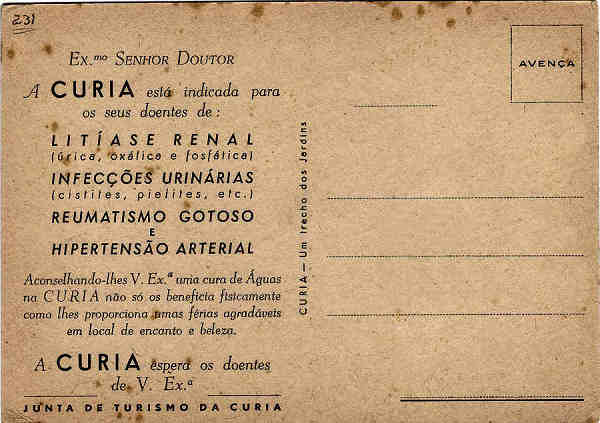 231
Ex.mo SENHOR DOUTOR
A CURIA está indicada para
os seus doentes de:
LITÍASE RENAL
(úrica, oxálica e fosfática)
INFECÇÕES URINÁRIAS
(cistites, pielites, etc.)
REUMATISMO GOTOSO
E
HIPERTENSÃO ARTERIAL
Aconselhando-lhes V. Ex.ª uma cura de Águas
na CURIA não só os beneficia fisicamente
como lhes proporciona umas férias agradáveis
em local de encanto e beleza.
A CURIA espera os doentes
de V. Ex.ª
JUNTA DE TURISMO DA CURIA
CURIA—Um trecho dos Jardins
AVENÇA